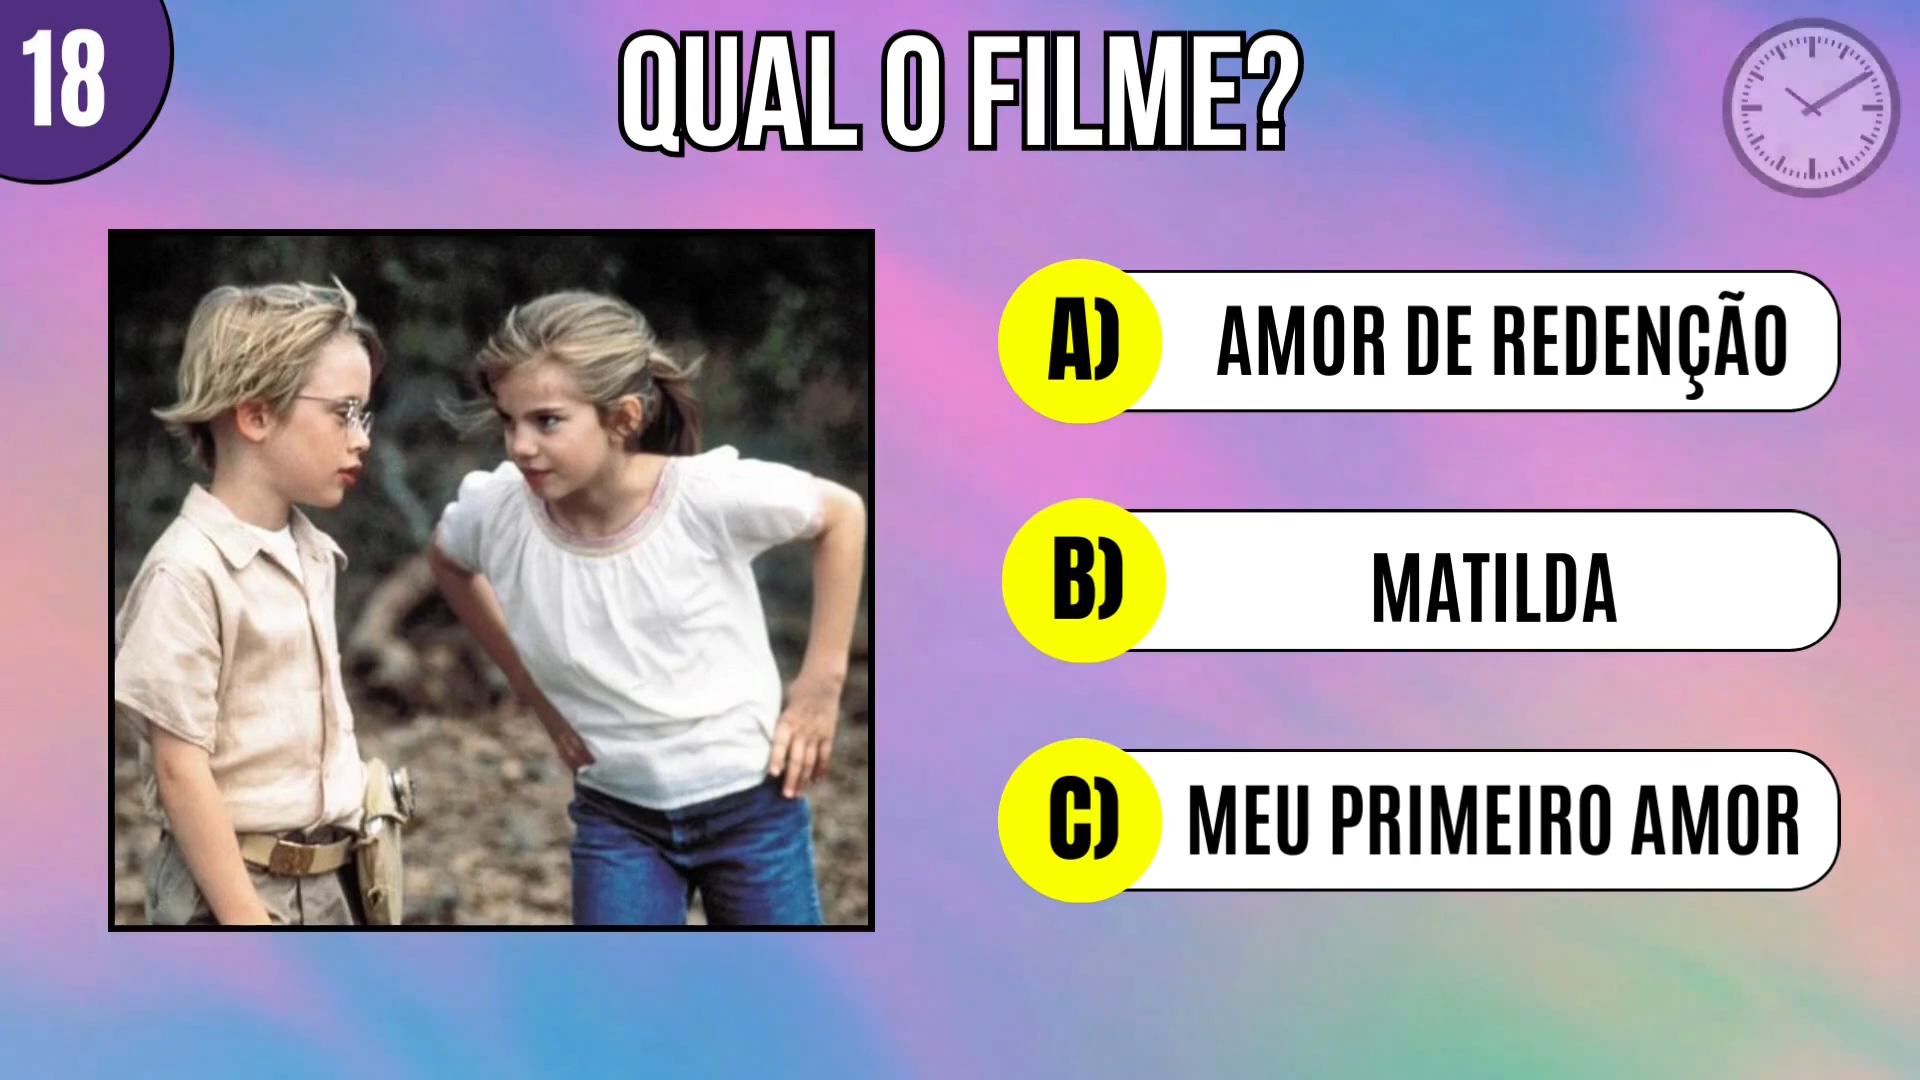 18
QUAL O FILME?
A) AMOR DE REDENÇÃO
B) MATILDA
C) MEU PRIMEIRO AMOR